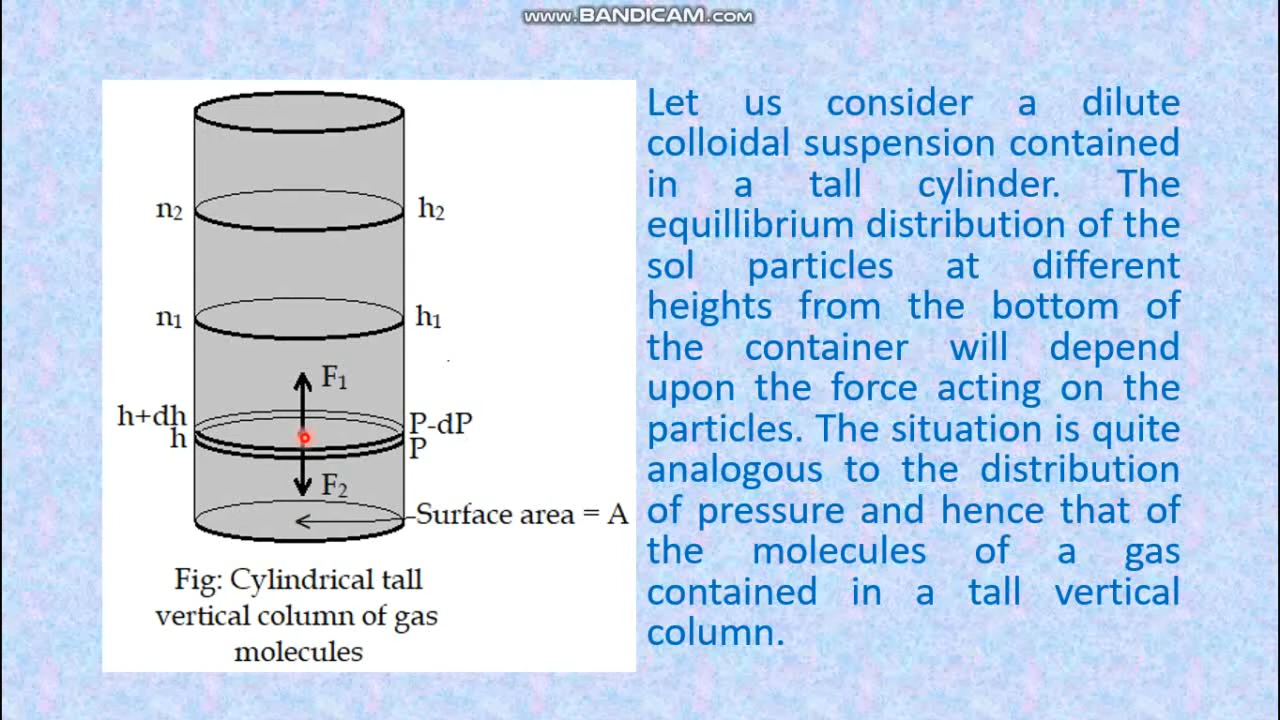 www.BANDICAM.com
n2
h2
n1
h1
F1
h+dh
P-dP
h
P
F2
Surface area = A
Fig: Cylindrical tall
vertical column of gas
molecules
Let us consider a dilute
colloidal suspension contained
in a tall cylinder. The
equillibrium distribution of the
sol particles at different
heights from the bottom of
the container will depend
upon the force acting on the
particles. The situation is quite
analogous to the distribution
of pressure and hence that of
the molecules of a gas
contained in a tall vertical
column.